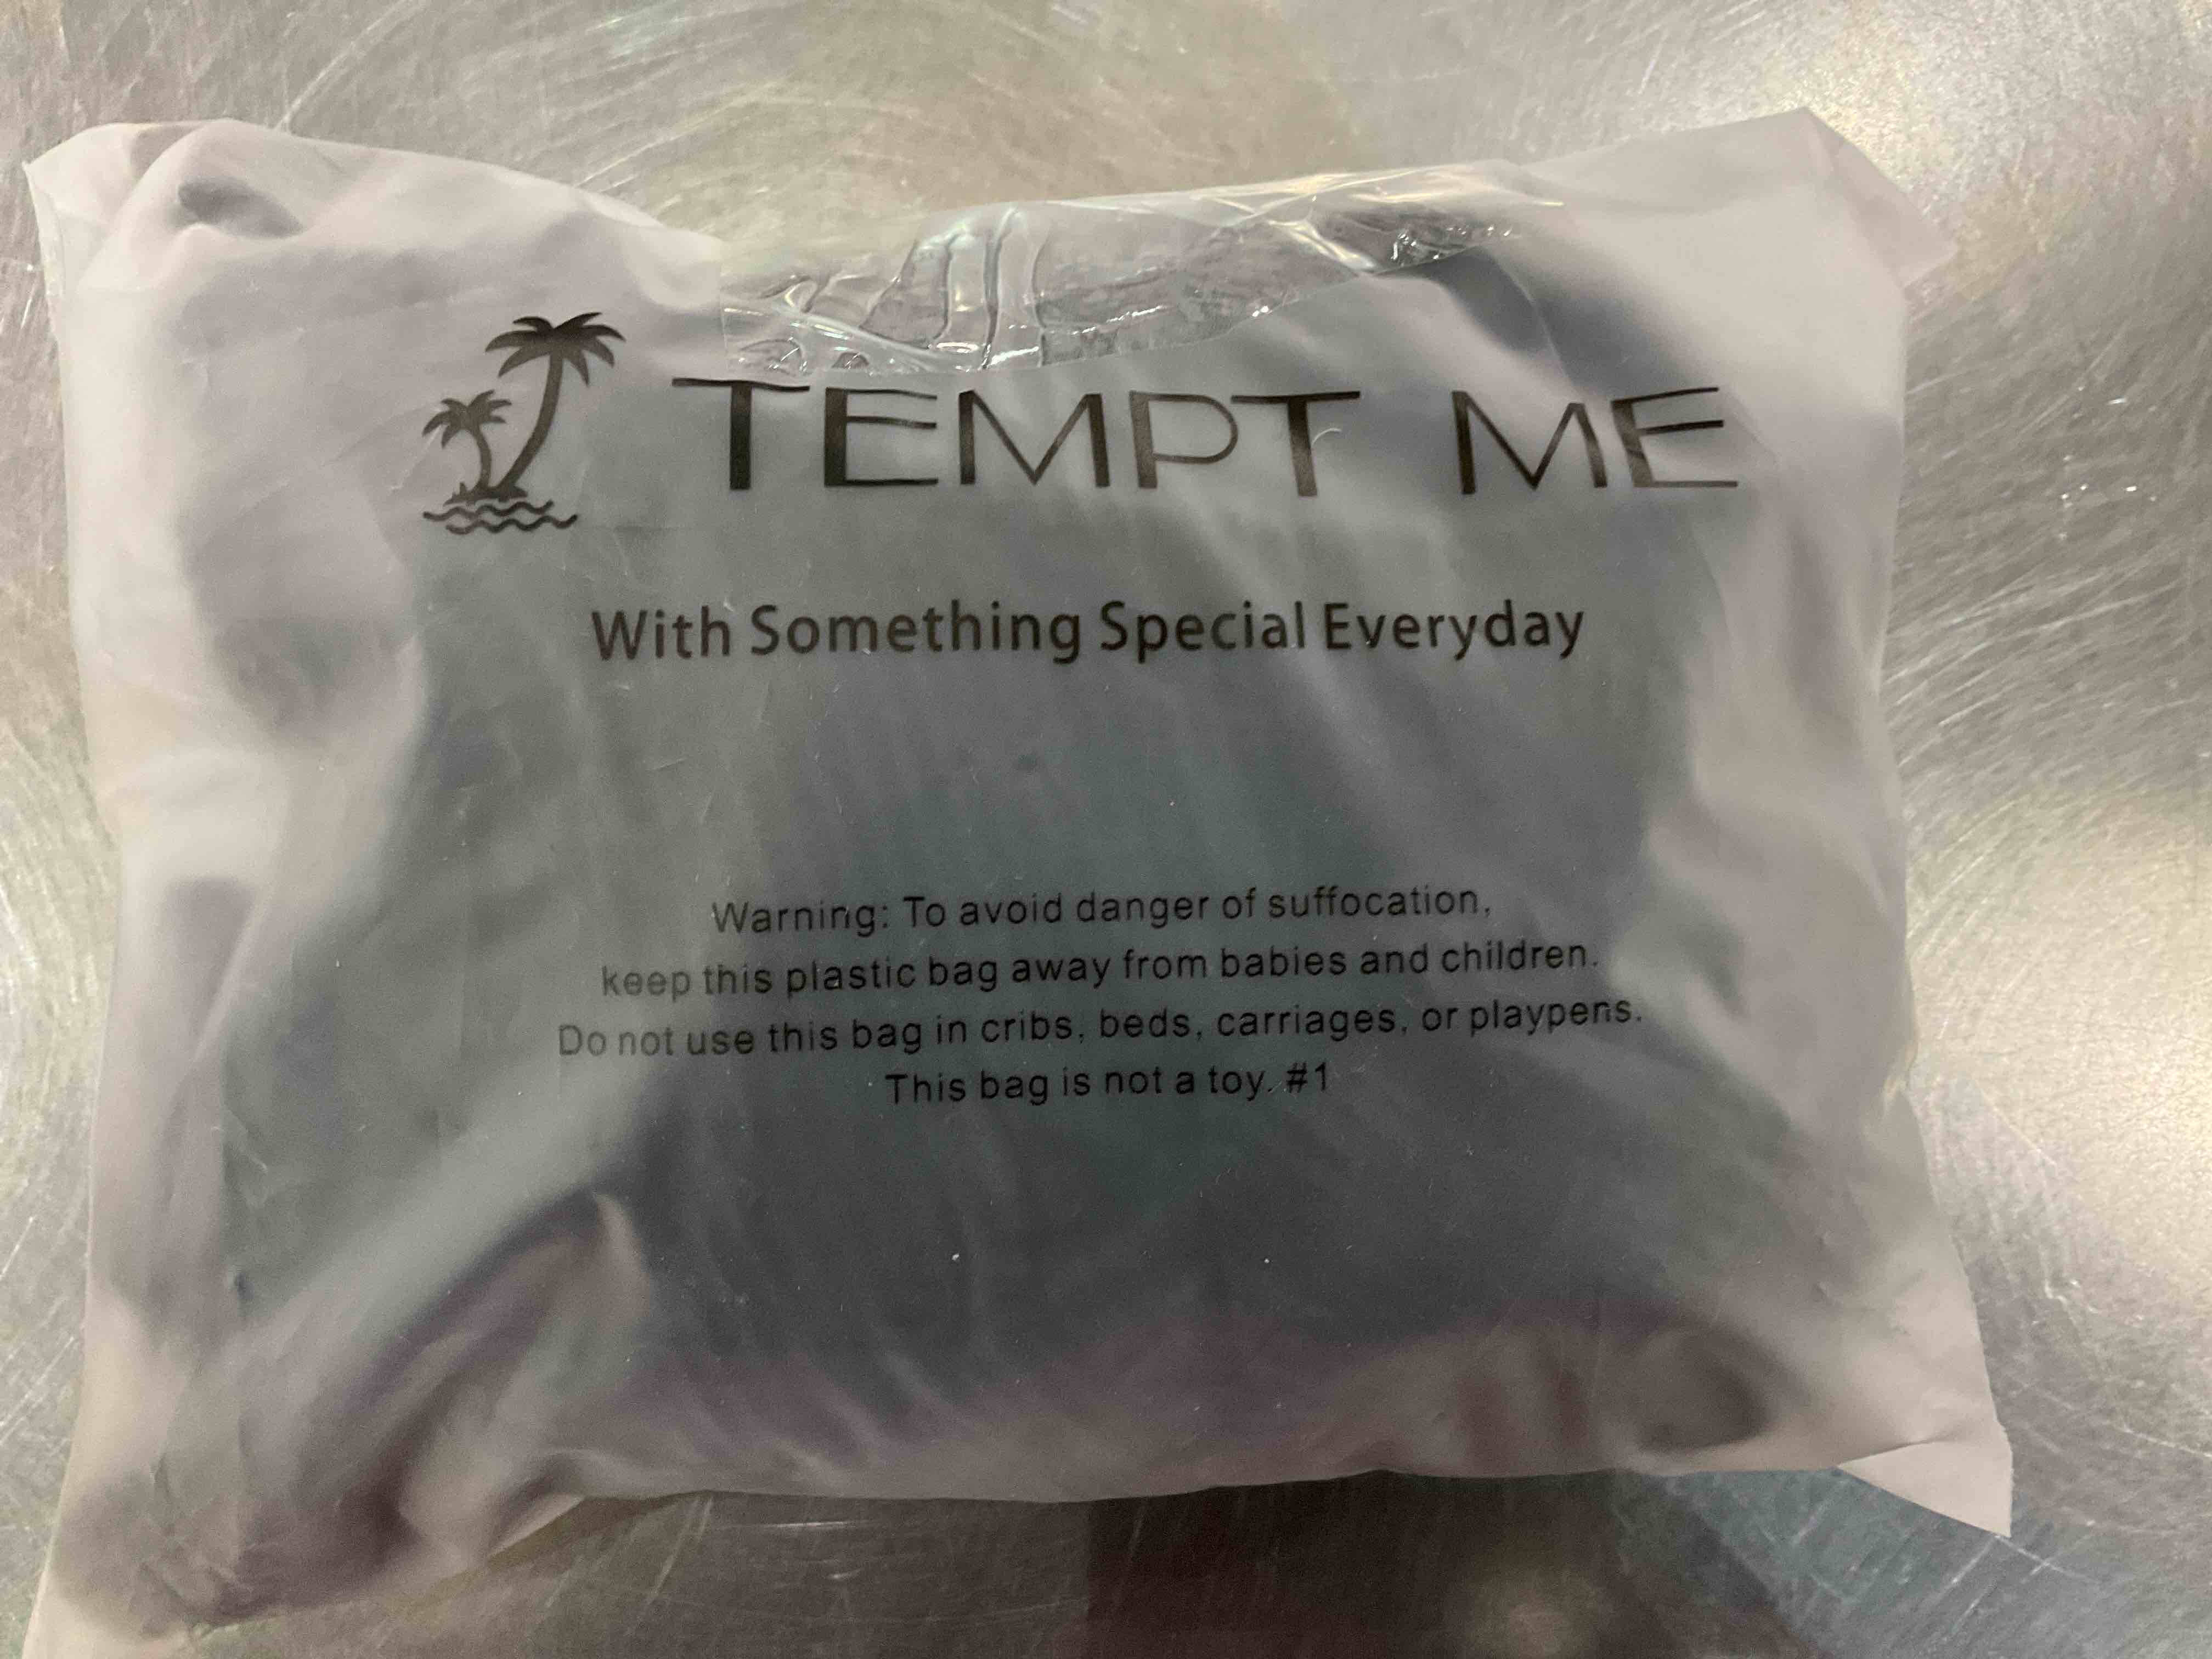 TEMPT ME
With Something Special Everyday
Warning: To avoid danger of suffocation,
keep this plastic bag away from babies and children.
Do not use this bag in cribs, beds, carriages, or playpens.
This bag is not a toy. #1